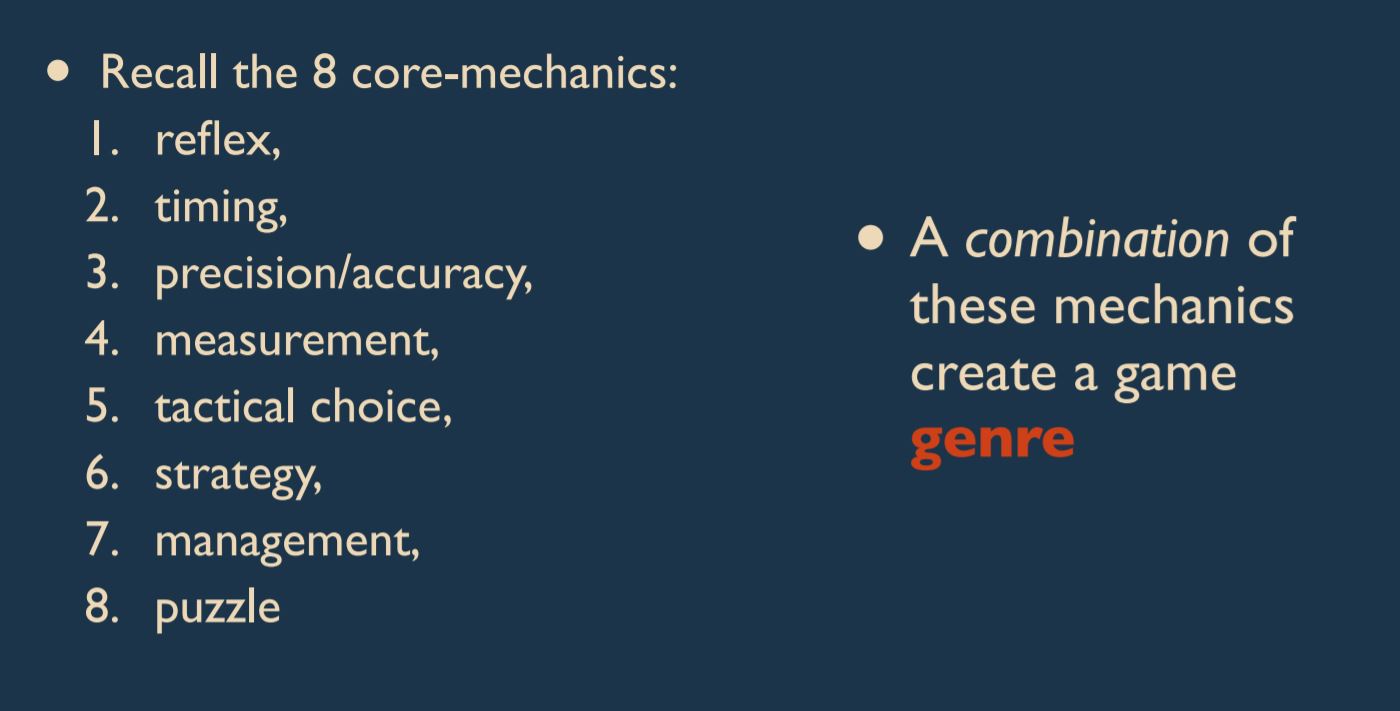 • Recall the 8 core-mechanics:
1. reflex,
2. timing,
3. precision/accuracy,
4. measurement,
5. tactical choice,
6. strategy,
7. management,
8. puzzle
• A combination of
these mechanics
create a game
genre